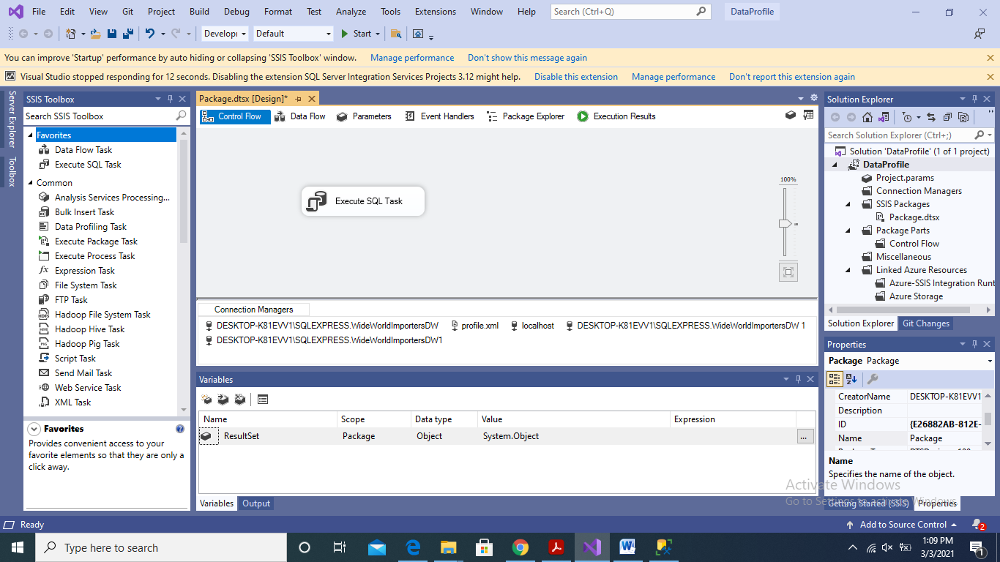 File Edit View Git Project Build Debug Format Test Analyze Tools Extensions Window Help Search (Ctrl+Q) DataProfile
Develop Default Start
You can improve 'Startup' performance by auto hiding or collapsing 'SSIS Toolbox' window. Manage performance Don't show this message again
Visual Studio stopped responding for 12 seconds. Disabling the extension SQL Server Integration Services Projects 3.12 might help. Disable this extension Manage performance Don't report this extension again
Server Explorer
Toolbox
SSIS Toolbox
Search SSIS Toolbox
Favorites
Data Flow Task
Execute SQL Task
Common
Analysis Services Processing...
Bulk Insert Task
Data Profiling Task
Execute Package Task
Execute Process Task
Expression Task
File System Task
FTP Task
Hadoop File System Task
Hadoop Hive Task
Hadoop Pig Task
Script Task
Send Mail Task
Web Service Task
XML Task
Favorites
Provides convenient access to your
favorite elements so that they are only a
click away.
Package.dtsx [Design]*
Control Flow Data Flow Parameters Event Handlers Package Explorer Execution Results
Execute SQL Task
100%
Connection Managers
DESKTOP-K81EVV1\SQLEXPRESS.WideWorldImportersDW profile.xml localhost DESKTOP-K81EVV1\SQLEXPRESS.WideWorldImportersDW 1
DESKTOP-K81EVV1\SQLEXPRESS.WideWorldImportersDW1
Variables
Name Scope Data type Value Expression
ResultSet Package Object System.Object ...
Variables Output
Solution Explorer
Search Solution Explorer (Ctrl+;)
Solution 'DataProfile' (1 of 1 project)
DataProfile
Project.params
Connection Managers
SSIS Packages
Package.dtsx
Package Parts
Control Flow
Miscellaneous
Linked Azure Resources
Azure-SSIS Integration Runt
Azure Storage
Solution Explorer Git Changes
Properties
Package Package
CreatorName DESKTOP-K81EVV1
Description
ID {E26882AB-812E-
Name Package
Name
Specifies the name of the object.
Activate Windows
Go to Settings to activate Windows.
Getting Started (SSIS) Properties
Ready Add to Source Control 2
Type here to search
1:09 PM
3/3/2021
1